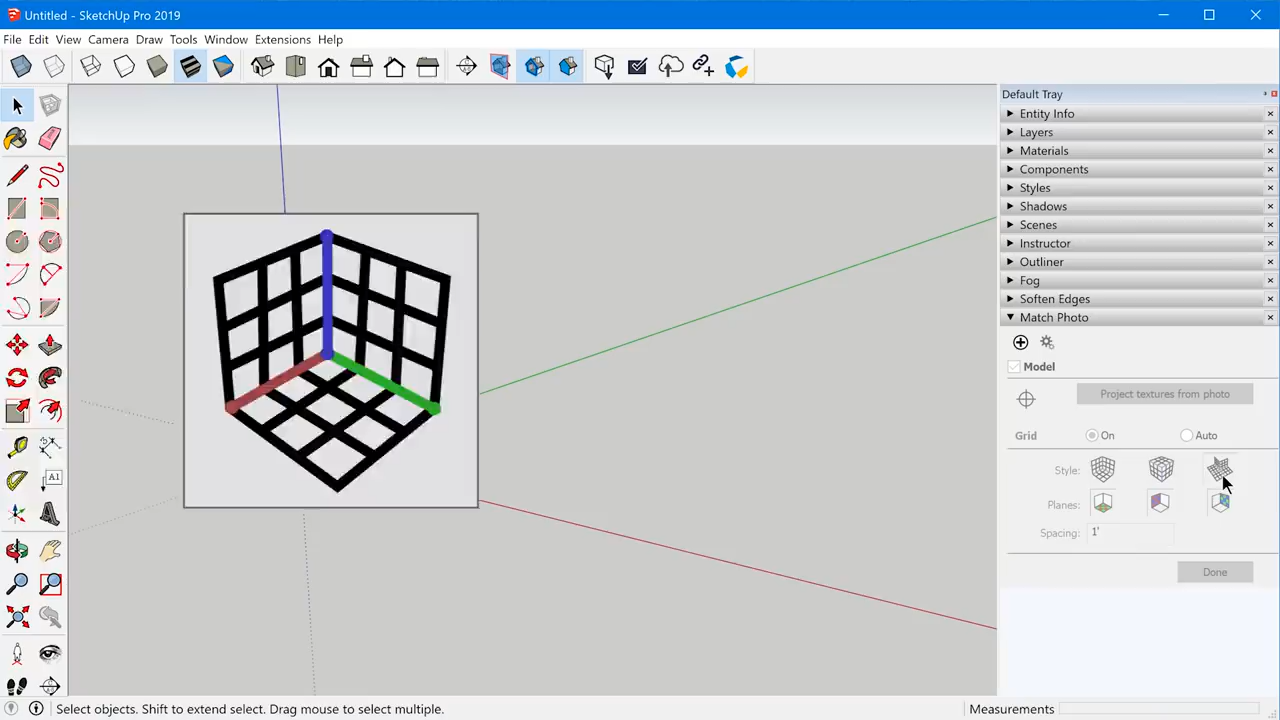 Untitled - SketchUp Pro 2019
File Edit View Camera Draw Tools Window Extensions Help
Default Tray
Entity Info
Layers
Materials
Components
Styles
Shadows
Scenes
Instructor
Outliner
Fog
Soften Edges
Match Photo
Model
Project textures from photo
Grid On Auto
Style:
Planes:
Spacing: 1'
Done
AI
Select objects. Shift to extend select. Drag mouse to select multiple.
Measurements